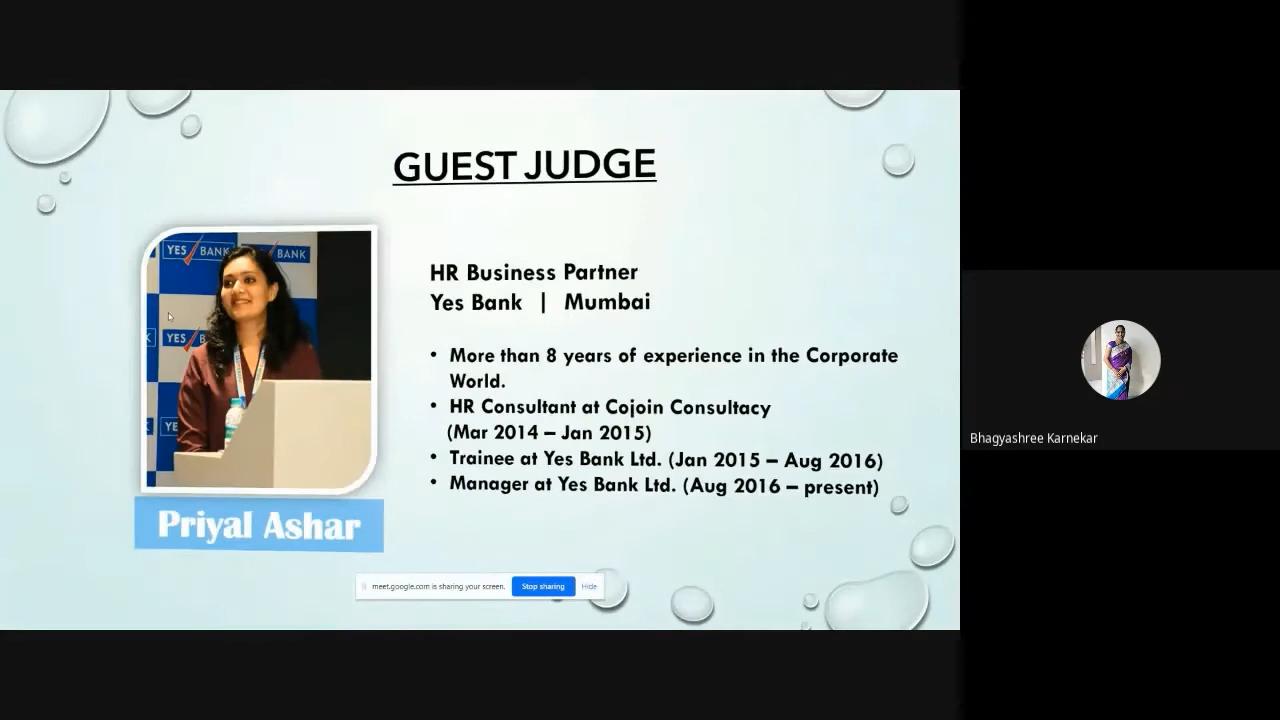 GUEST JUDGE
YES BANK
BANK
YES B
K
YES
K
HR Business Partner
Yes Bank | Mumbai
• More than 8 years of experience in the Corporate
World.
• HR Consultant at Cojoin Consultacy
(Mar 2014 – Jan 2015)
• Trainee at Yes Bank Ltd. (Jan 2015 – Aug 2016)
• Manager at Yes Bank Ltd. (Aug 2016 – present)
Priyal Ashar
meet.google.com is sharing your screen. Stop sharing Hide
Bhagyashree Karnekar